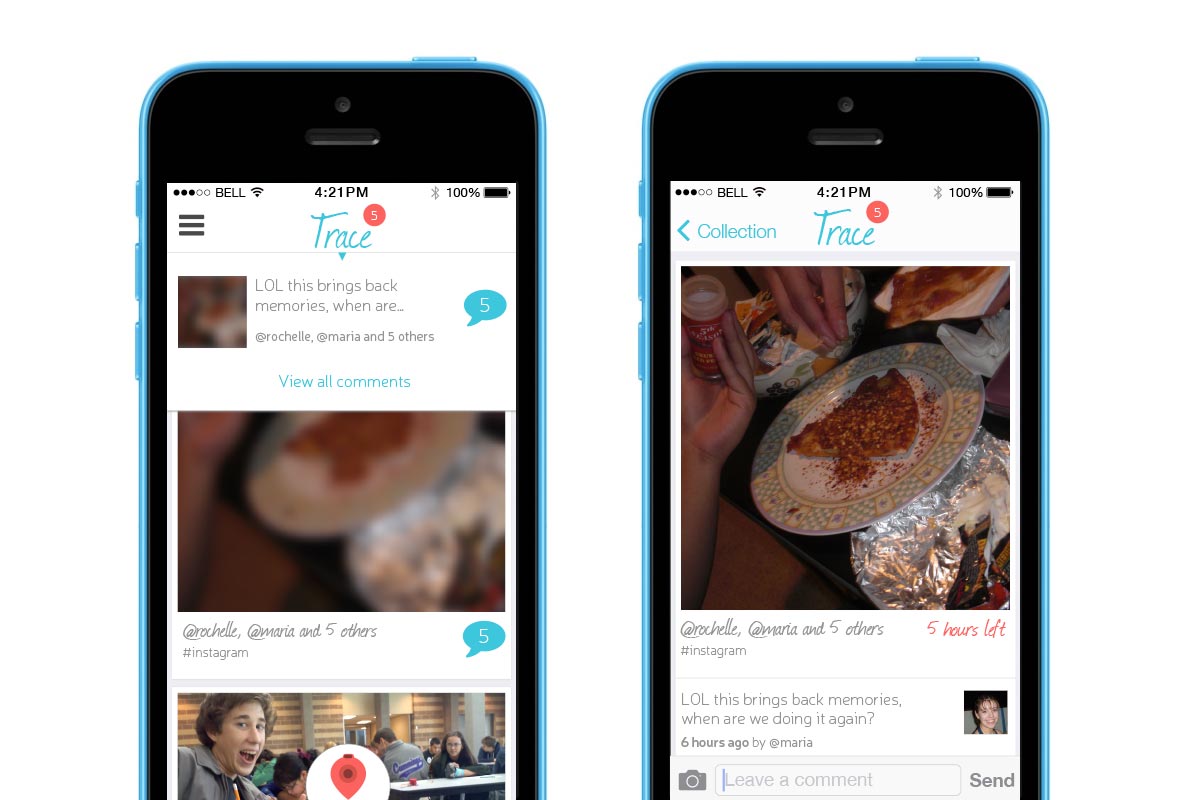 ●●●○○ BELL 4:21PM 100%
Trace 5
LOL this brings back
memories, when are...
5
@rochelle, @maria and 5 others
View all comments
@rochelle, @maria and 5 others
5
#instagram
●●●○○ BELL 4:21PM 100%
Collection
Trace 5
@rochelle, @maria and 5 others
5 hours left
#instagram
LOL this brings back memories,
when are we doing it again?
6 hours ago by @maria
Leave a comment
Send